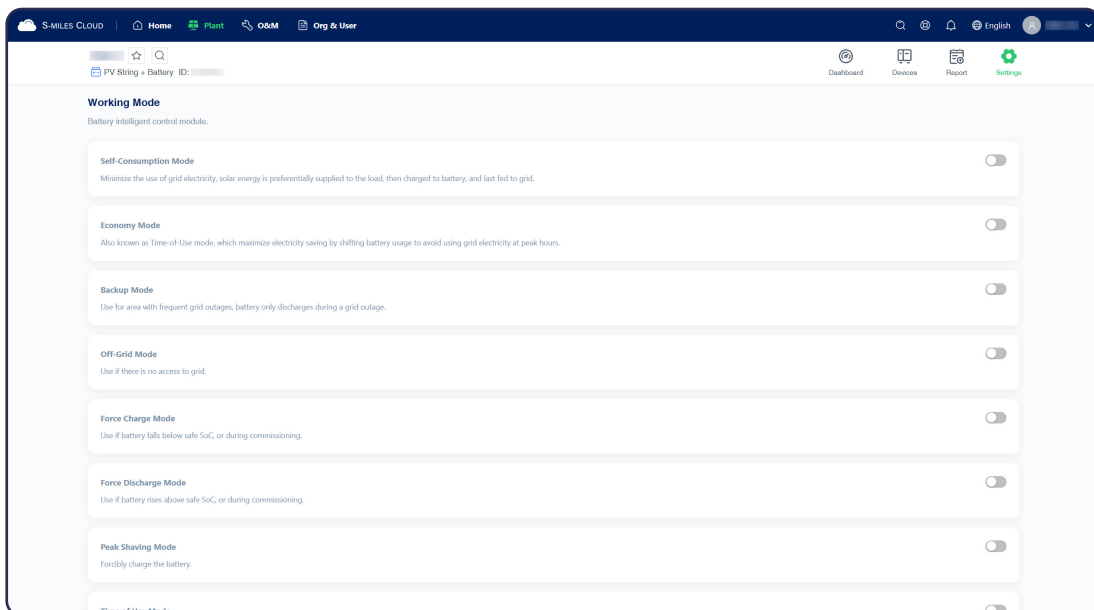 S-MILES CLOUD Home Plant O&M Org & User English
PV String + Battery ID:
Dashboard Devices Report Settings
Working Mode
Battery intelligent control module.
Self-Consumption Mode
Minimize the use of grid electricity, solar energy is preferentially supplied to the load, then charged to battery, and last fed to grid.
Economy Mode
Also known as Time-of-Use mode, which maximize electricity saving by shifting battery usage to avoid using grid electricity at peak hours.
Backup Mode
Use for area with frequent grid outages, battery only discharges during a grid outage.
Off-Grid Mode
Use if there is no access to grid.
Force Charge Mode
Use if battery falls below safe SoC, or during commissioning.
Force Discharge Mode
Use if battery rises above safe SoC, or during commissioning.
Peak Shaving Mode
Forcibly charge the battery.